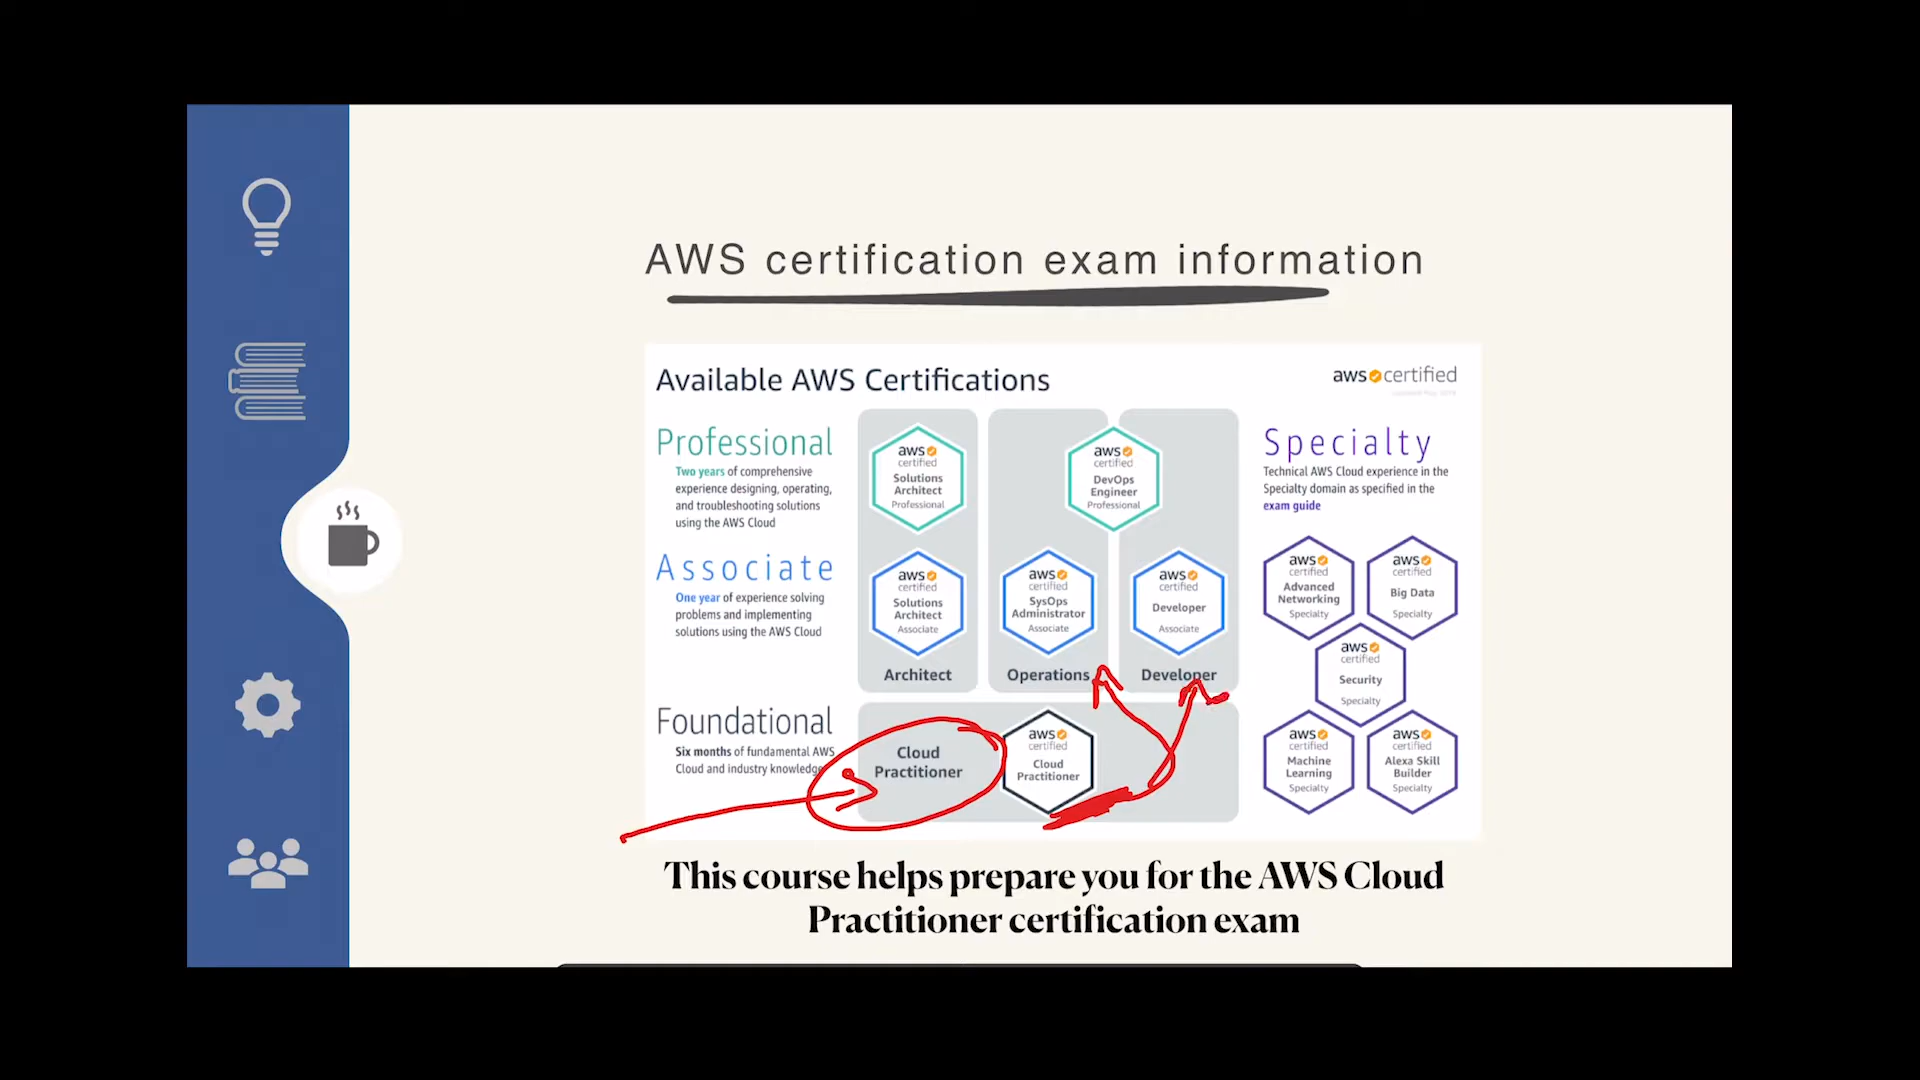 AWS certification exam information
Available AWS Certifications
aws certified
Professional
Two years of comprehensive
experience designing, operating,
and troubleshooting solutions
using the AWS Cloud
aws
certified
Solutions
Architect
Professional
aws
certified
DevOps
Engineer
Professional
Associate
One year of experience solving
problems and implementing
solutions using the AWS Cloud
aws
certified
Solutions
Architect
Associate
aws
certified
SysOps
Administrator
Associate
aws
certified
Developer
Associate
Architect
Operations
Developer
Foundational
Six months of fundamental AWS
Cloud and industry knowledge
Cloud
Practitioner
aws
certified
Cloud
Practitioner
Specialty
Technical AWS Cloud experience in the
Specialty domain as specified in the
exam guide
aws
certified
Advanced
Networking
Specialty
aws
certified
Big Data
Specialty
aws
certified
Security
Specialty
aws
certified
Machine
Learning
Specialty
aws
certified
Alexa Skill
Builder
Specialty
This course helps prepare you for the AWS Cloud
Practitioner certification exam